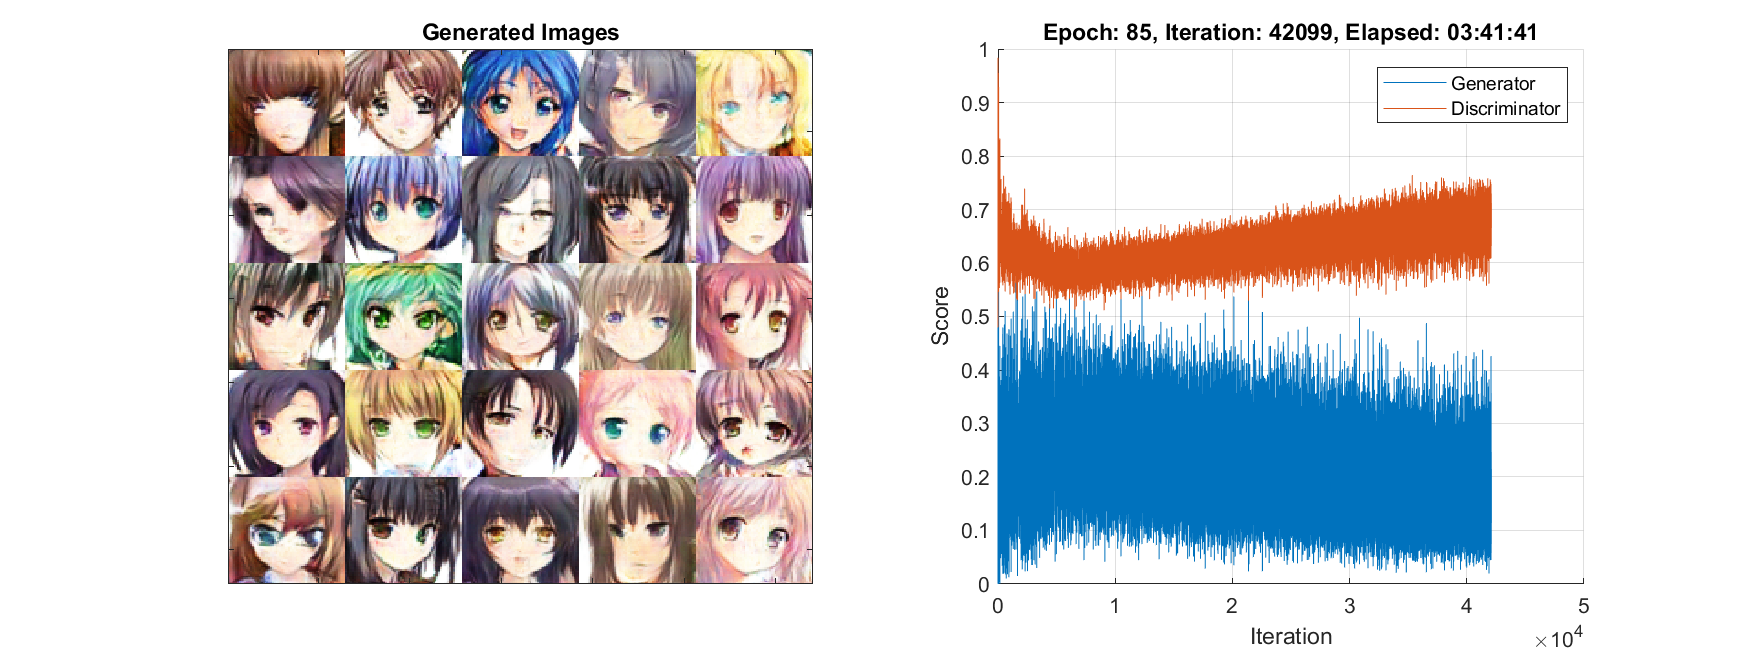 Generated Images
Epoch: 85, Iteration: 42099, Elapsed: 03:41:41
Generator
Discriminator
1
0.9
0.8
0.7
0.6
0.5
0.4
0.3
0.2
0.1
0
Score
0 1 2 3 4 5
Iteration
×10⁴